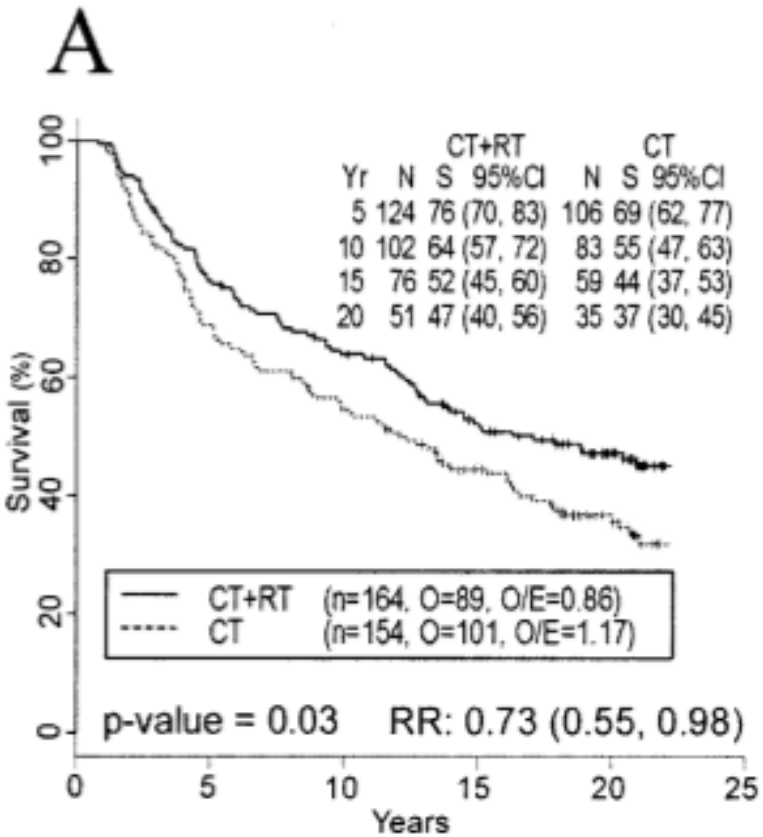 A
CT+RT CT
Yr N S 95%CI N S 95%CI
5 124 76 (70, 83) 106 69 (62, 77)
10 102 64 (57, 72) 83 55 (47, 63)
15 76 52 (45, 60) 59 44 (37, 53)
20 51 47 (40, 56) 35 37 (30, 45)
Survival (%)
100
80
60
40
20
0
CT+RT (n=164, O=89, O/E=0.86)
CT (n=154, O=101, O/E=1.17)
p-value = 0.03 RR: 0.73 (0.55, 0.98)
0 5 10 15 20 25
Years